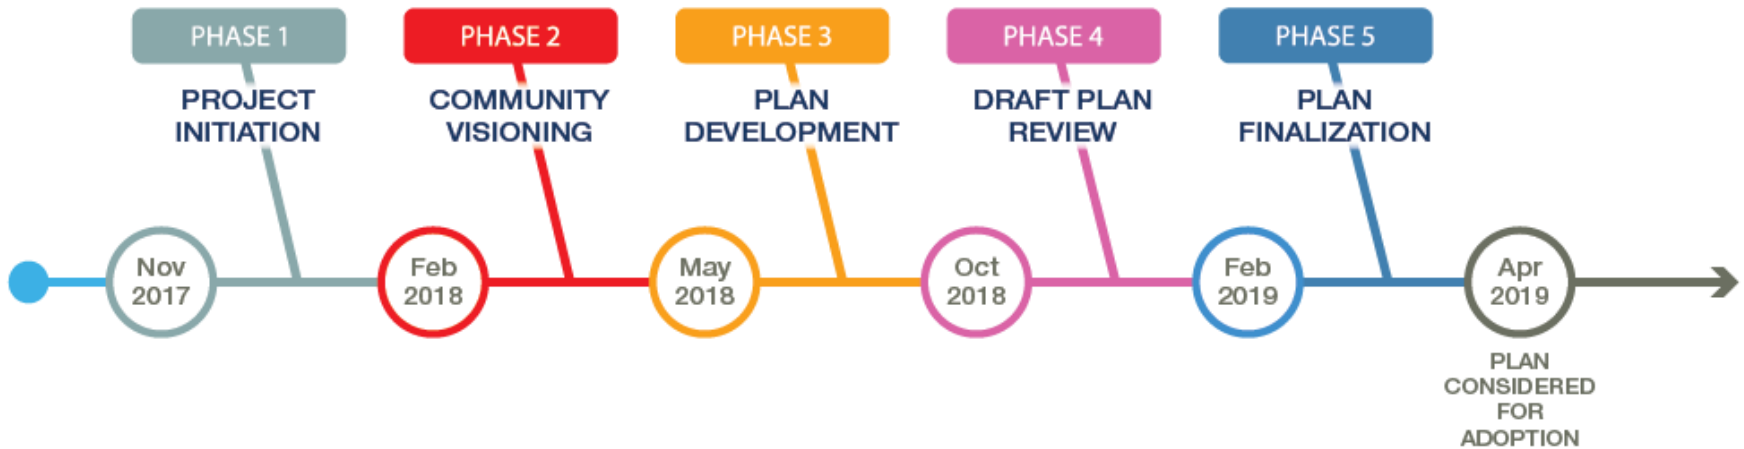 PHASE 1
PROJECT
INITIATION
PHASE 2
COMMUNITY
VISIONING
PHASE 3
PLAN
DEVELOPMENT
PHASE 4
DRAFT PLAN
REVIEW
PHASE 5
PLAN
FINALIZATION
Nov
2017
Feb
2018
May
2018
Oct
2018
Feb
2019
Apr
2019
PLAN
CONSIDERED
FOR
ADOPTION